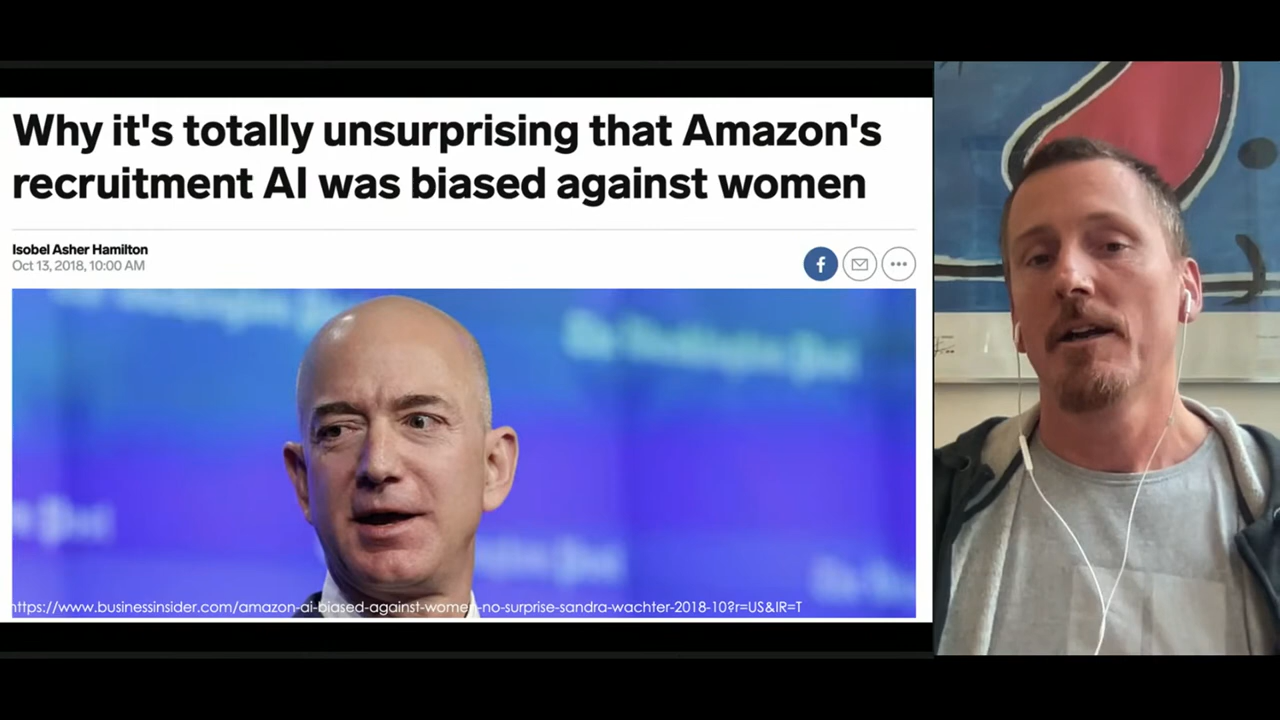 Why it's totally unsurprising that Amazon's
recruitment AI was biased against women
Isobel Asher Hamilton
Oct 13, 2018, 10:00 AM
https://www.businessinsider.com/amazon-ai-biased-against-women-no-surprise-sandra-wachter-2018-10?r=US&IR=T